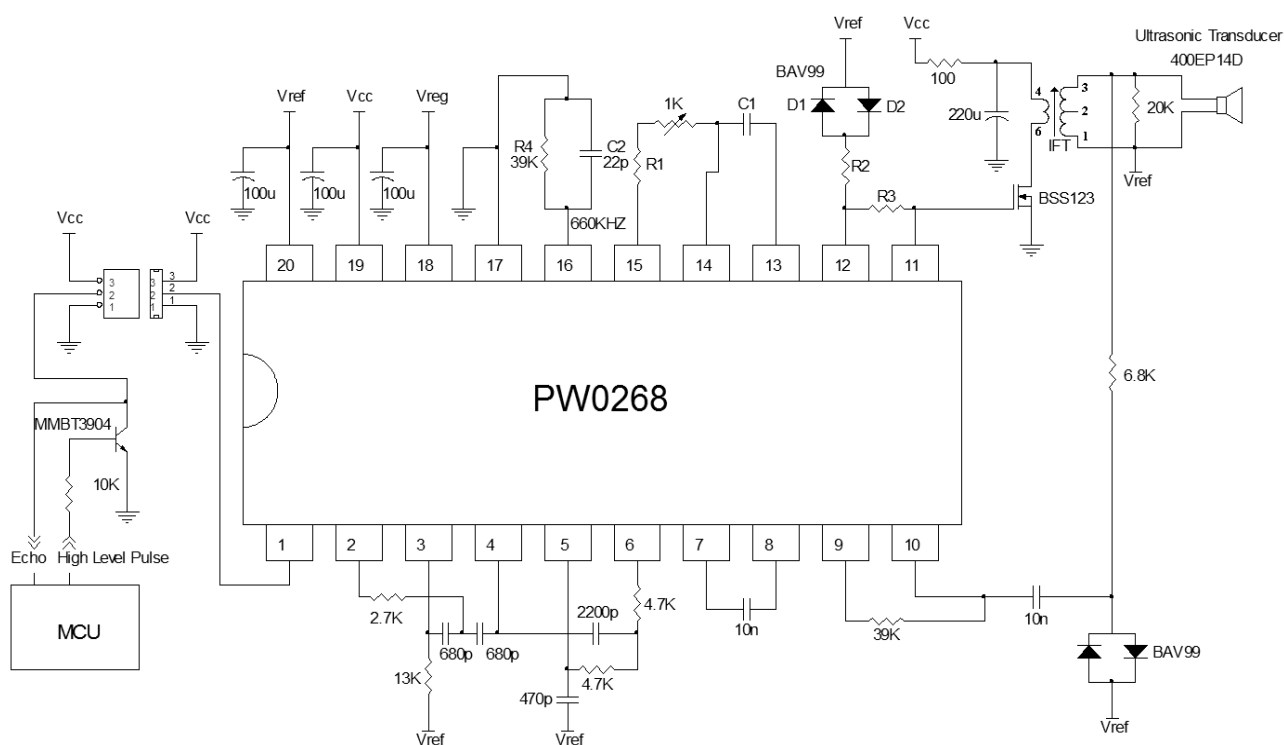 Vref
Vcc
Ultrasonic Transducer
400EP14D
BAV99
100
D1
D2
220u
4
6
3
2
1
IFT
20K
Vref
Vref
Vcc
Vreg
R4
39K
C2
22p
1K
C1
R1
R2
R3
BSS123
100u
100u
100u
660KHZ
Vcc
Vcc
3
2
1
3
2
1
3
2
1
20
19
18
17
16
15
14
13
12
11
PW0268
6.8K
MMBT3904
10K
Echo
High Level Pulse
MCU
1
2
3
4
5
6
7
8
9
10
2.7K
680p
680p
2200p
4.7K
4.7K
13K
470p
Vref
Vref
10n
39K
10n
BAV99
Vref